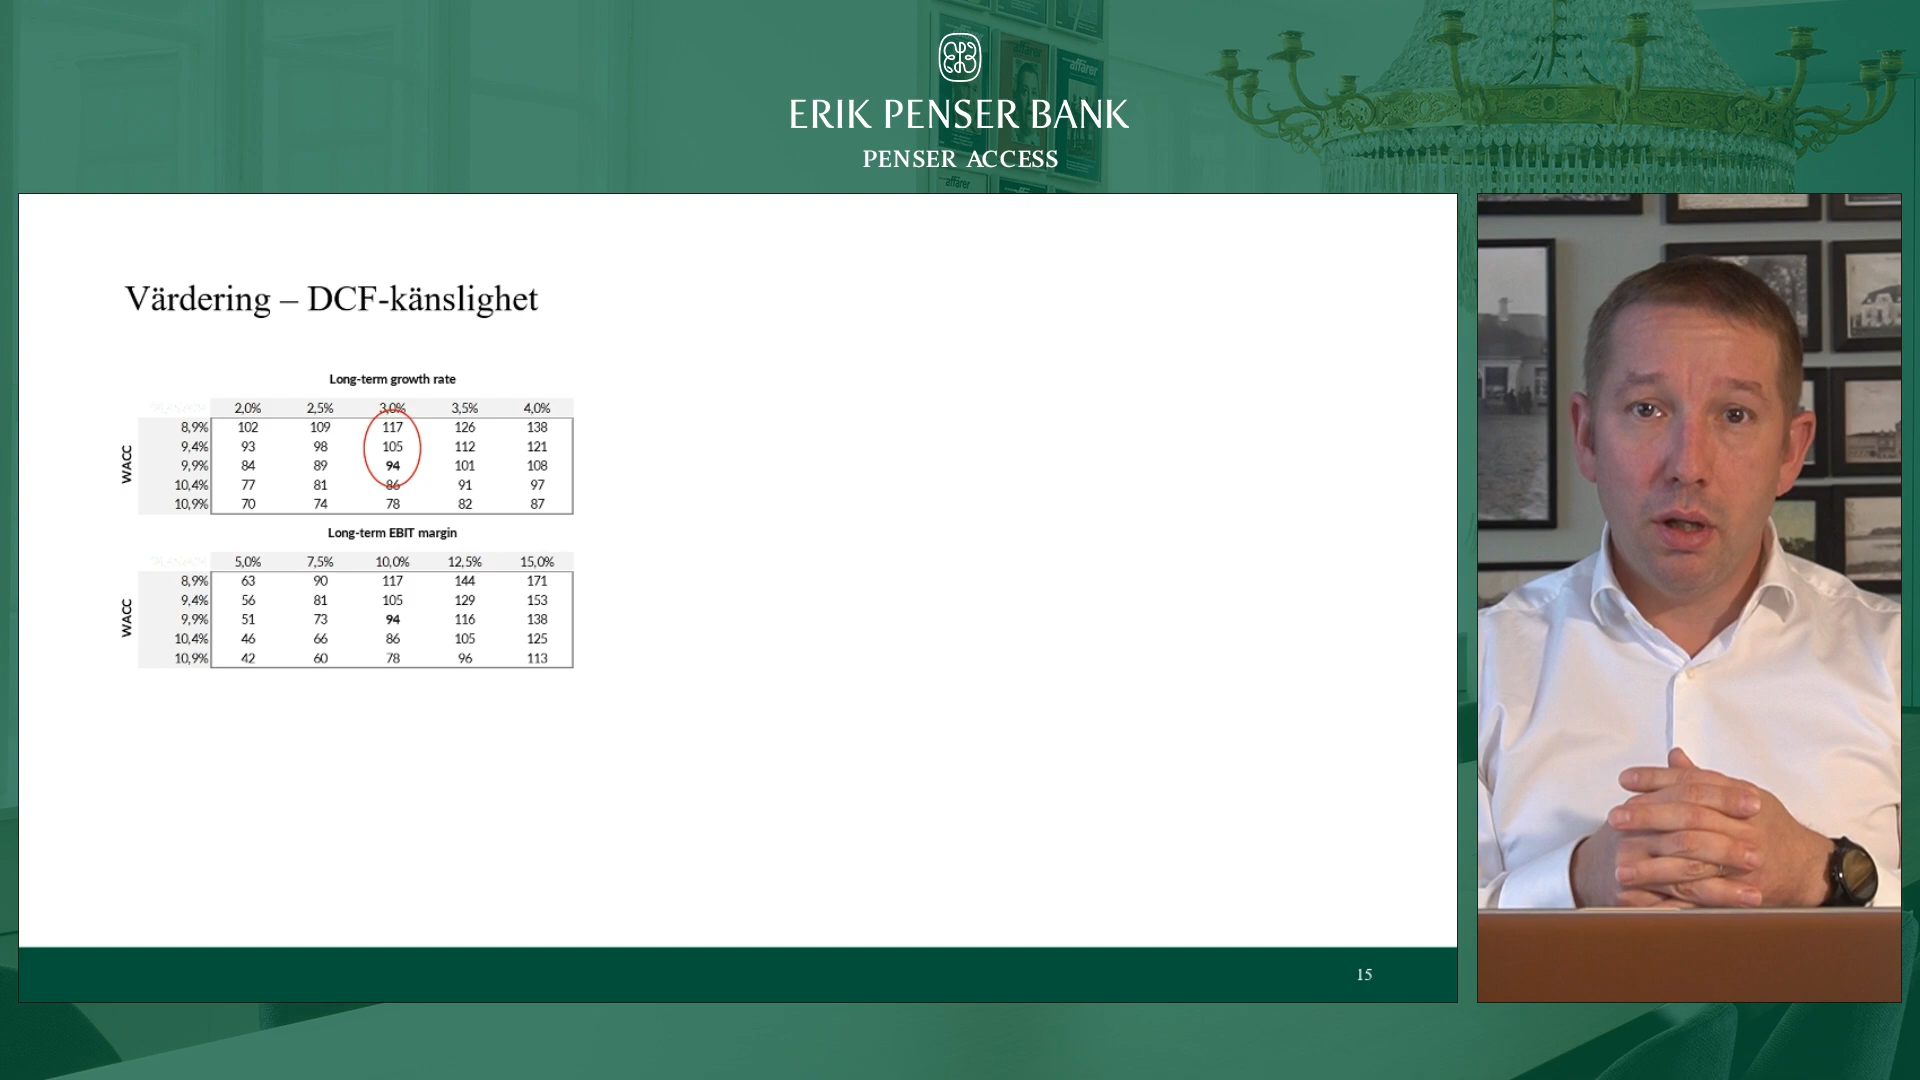 affärer
affärer
ERIK PENSER BANK
PENSER ACCESS
affärer
Värdering – DCF-känslighet
Long-term growth rate
2,0% 2,5% 3,0% 3,5% 4,0%
WACC
8,9% 102 109 117 126 138
9,4% 93 98 105 112 121
9,9% 84 89 94 101 108
10,4% 77 81 86 91 97
10,9% 70 74 78 82 87
Long-term EBIT margin
5,0% 7,5% 10,0% 12,5% 15,0%
WACC
8,9% 63 90 117 144 171
9,4% 56 81 105 129 153
9,9% 51 73 94 116 138
10,4% 46 66 86 105 125
10,9% 42 60 78 96 113
15